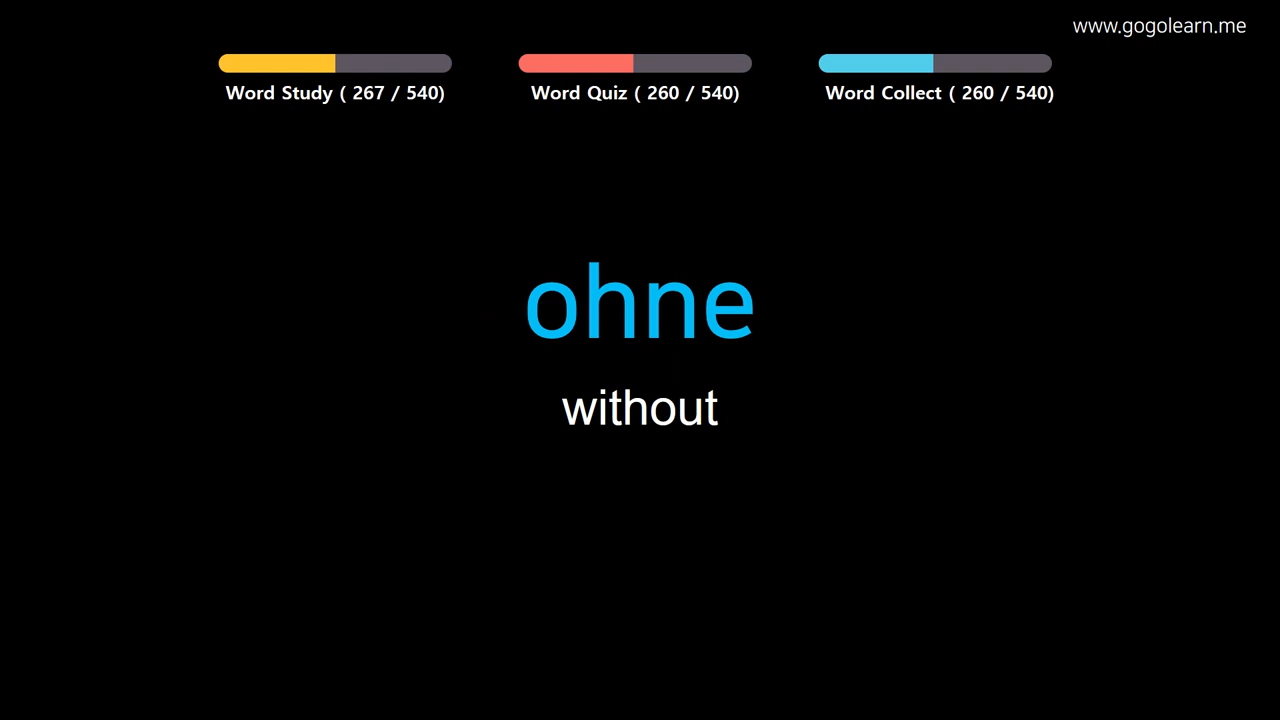 www.gogolearn.me
Word Study ( 267 / 540)
Word Quiz ( 260 / 540)
Word Collect ( 260 / 540)
ohne
without